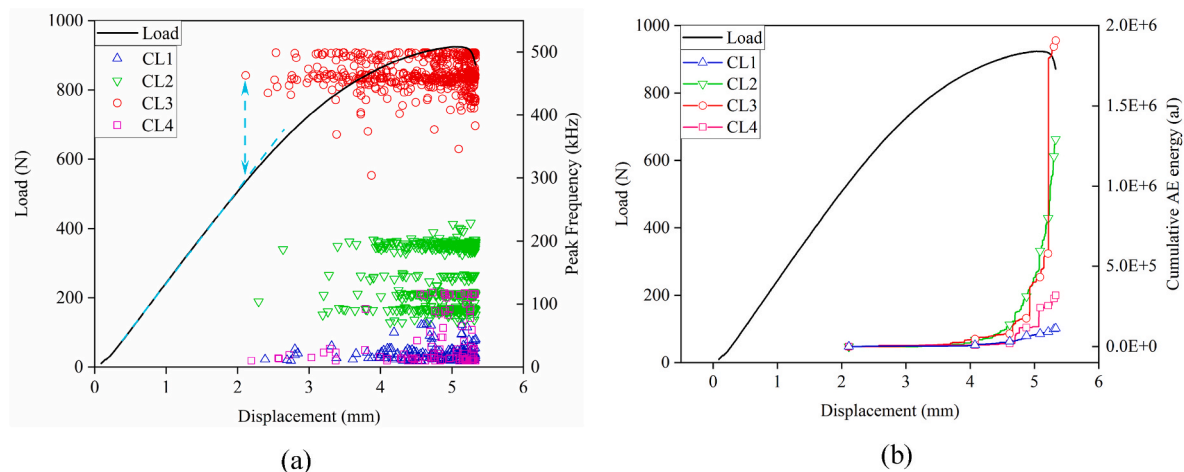 1000
800
600
400
200
0
Load (N)
Load
CL1
CL2
CL3
CL4
500
400
300
200
100
0
Peak Frequency (kHz)
0 1 2 3 4 5 6
Displacement (mm)
(a)
1000
800
600
400
200
0
Load (N)
Load
CL1
CL2
CL3
CL4
2.0E+6
1.5E+6
1.0E+6
5.0E+5
0.0E+0
Cumulative AE energy (aJ)
0 1 2 3 4 5 6
Displacement (mm)
(b)